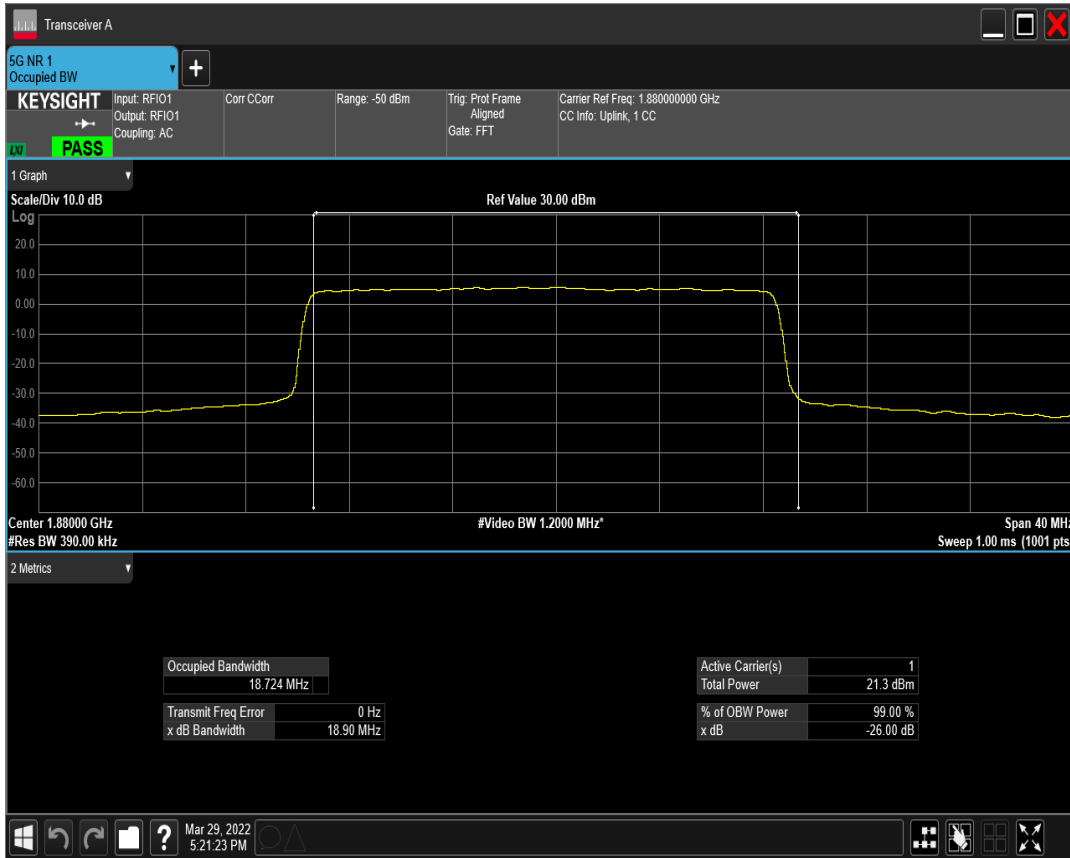 Transceiver A
5G NR 1
Occupied BW
KEYSIGHT
LXI
PASS
Input: RFIO1
Output: RFIO1
Coupling: AC
Corr CCorr
Range: -50 dBm
Trig: Prot Frame
Aligned
Gate: FFT
Carrier Ref Freq: 1.880000000 GHz
CC Info: Uplink, 1 CC
1 Graph
Scale/Div 10.0 dB
Ref Value 30.00 dBm
Log
20.0
10.0
0.00
-10.0
-20.0
-30.0
-40.0
-50.0
-60.0
Center 1.88000 GHz
#Video BW 1.2000 MHz*
Span 40 MHz
#Res BW 390.00 kHz
Sweep 1.00 ms (1001 pts
2 Metrics
Occupied Bandwidth
18.724 MHz
Transmit Freq Error 0 Hz
x dB Bandwidth 18.90 MHz
Active Carrier(s) 1
Total Power 21.3 dBm
% of OBW Power 99.00 %
x dB -26.00 dB
?
Mar 29, 2022
5:21:23 PM